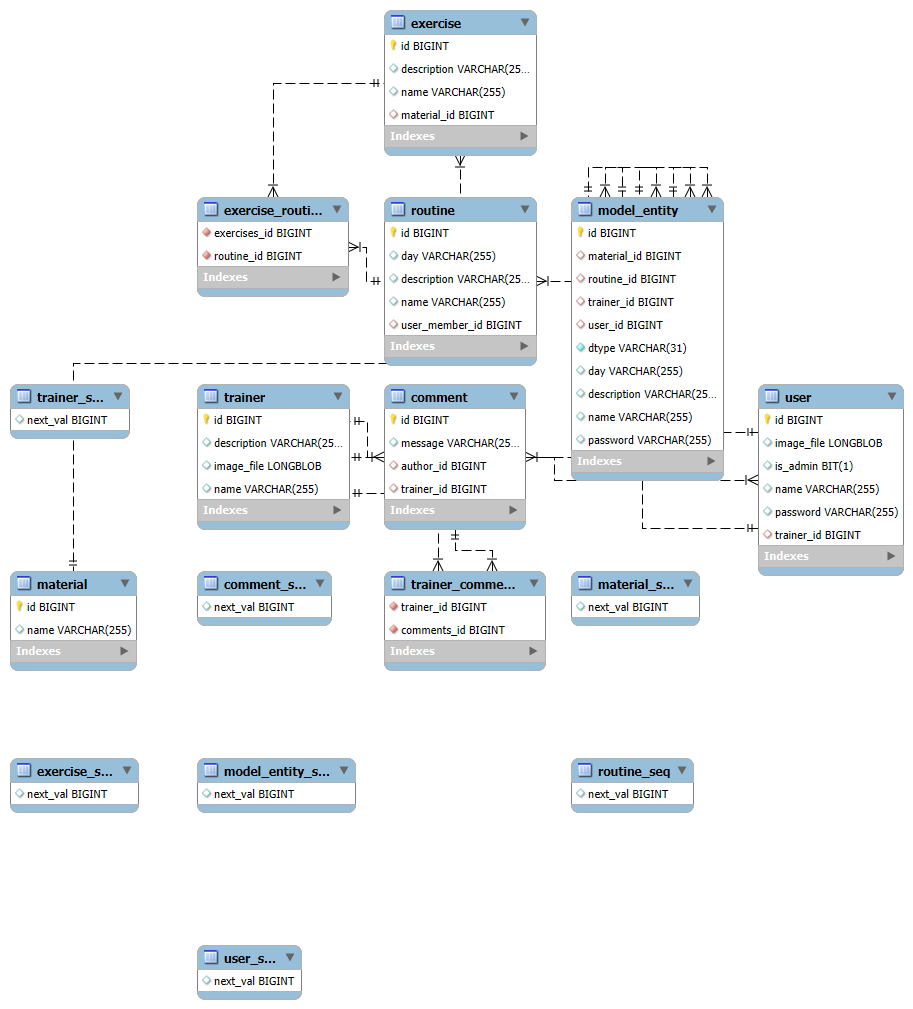 exercise
id BIGINT
description VARCHAR(25...
name VARCHAR(255)
material_id BIGINT
Indexes
exercise_routi...
exercises_id BIGINT
routine_id BIGINT
Indexes
routine
id BIGINT
day VARCHAR(255)
description VARCHAR(25...
name VARCHAR(255)
user_member_id BIGINT
Indexes
model_entity
id BIGINT
material_id BIGINT
routine_id BIGINT
trainer_id BIGINT
user_id BIGINT
dtype VARCHAR(31)
day VARCHAR(255)
description VARCHAR(25...
name VARCHAR(255)
password VARCHAR(255)
Indexes
trainer_s...
next_val BIGINT
trainer
id BIGINT
description VARCHAR(25...
image_file LONGBLOB
name VARCHAR(255)
Indexes
comment
id BIGINT
message VARCHAR(25...
author_id BIGINT
trainer_id BIGINT
Indexes
user
id BIGINT
image_file LONGBLOB
is_admin BIT(1)
name VARCHAR(255)
password VARCHAR(255)
trainer_id BIGINT
Indexes
material
id BIGINT
name VARCHAR(255)
Indexes
comment_s...
next_val BIGINT
trainer_comme...
trainer_id BIGINT
comments_id BIGINT
Indexes
material_s...
next_val BIGINT
exercise_s...
next_val BIGINT
model_entity_s...
next_val BIGINT
routine_seq
next_val BIGINT
user_s...
next_val BIGINT